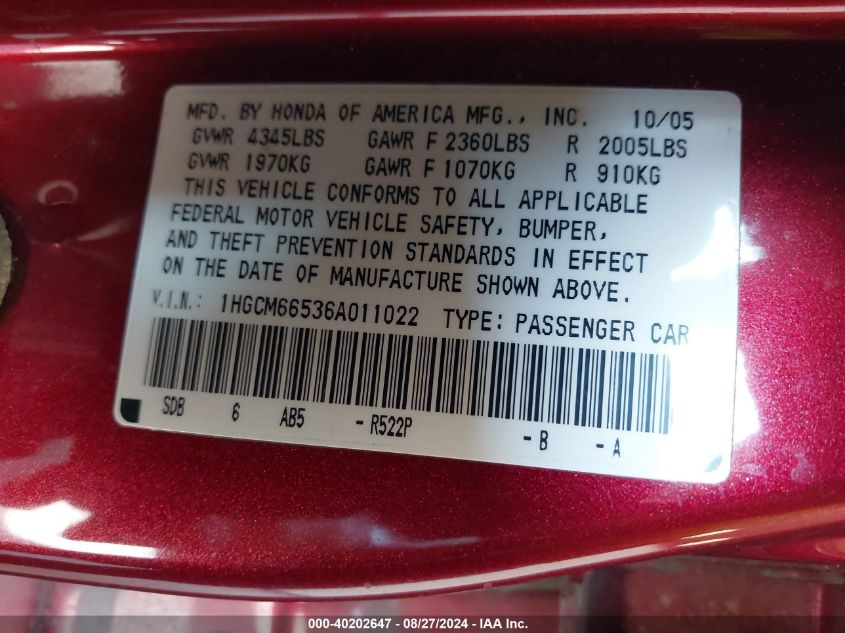 MFD. BY HONDA OF AMERICA MFG., INC. 10/05
GVWR 4345LBS GAWR F 2360LBS R 2005LBS
GVWR 1970KG GAWR F 1070KG R 910KG
THIS VEHICLE CONFORMS TO ALL APPLICABLE
FEDERAL MOTOR VEHICLE SAFETY, BUMPER,
AND THEFT PREVENTION STANDARDS IN EFFECT
ON THE DATE OF MANUFACTURE SHOWN ABOVE.
V.I.N.: 1HGCM66536A011022 TYPE: PASSENGER CAR
SDB 6 AB5 -R522P -B -A
000-40202647 - 08/27/2024 - IAA Inc.